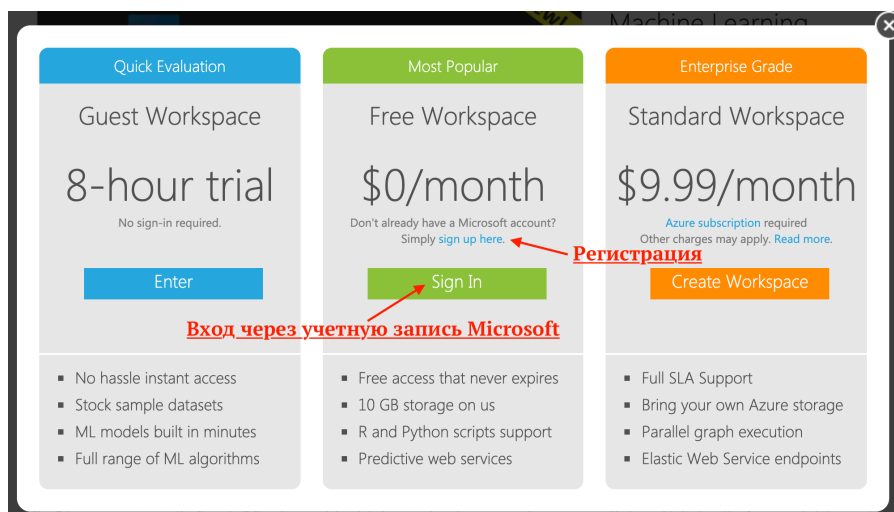 Machine Learning
Quick Evaluation
Guest Workspace
8-hour trial
No sign-in required.
Enter
▪ No hassle instant access
▪ Stock sample datasets
▪ ML models built in minutes
▪ Full range of ML algorithms
Most Popular
Free Workspace
$0/month
Don't already have a Microsoft account?
Simply sign up here.
Регистрация
Sign In
Вход через учетную запись Microsoft
▪ Free access that never expires
▪ 10 GB storage on us
▪ R and Python scripts support
▪ Predictive web services
Enterprise Grade
Standard Workspace
$9.99/month
Azure subscription required
Other charges may apply. Read more.
Create Workspace
▪ Full SLA Support
▪ Bring your own Azure storage
▪ Parallel graph execution
▪ Elastic Web Service endpoints